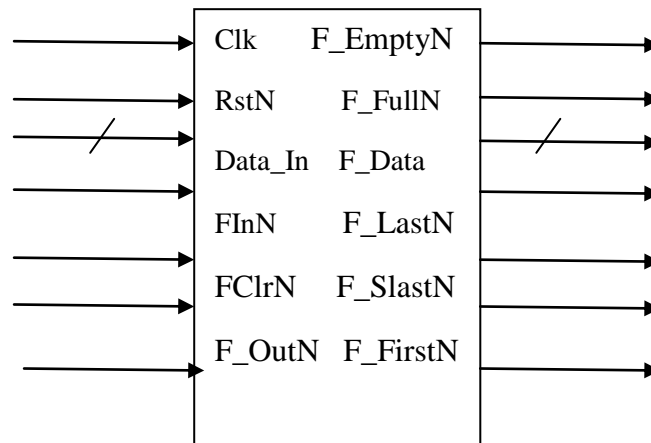 Clk F_EmptyN
RstN F_FullN
Data_In F_Data
FInN F_LastN
FClrN F_SlastN
F_OutN F_FirstN